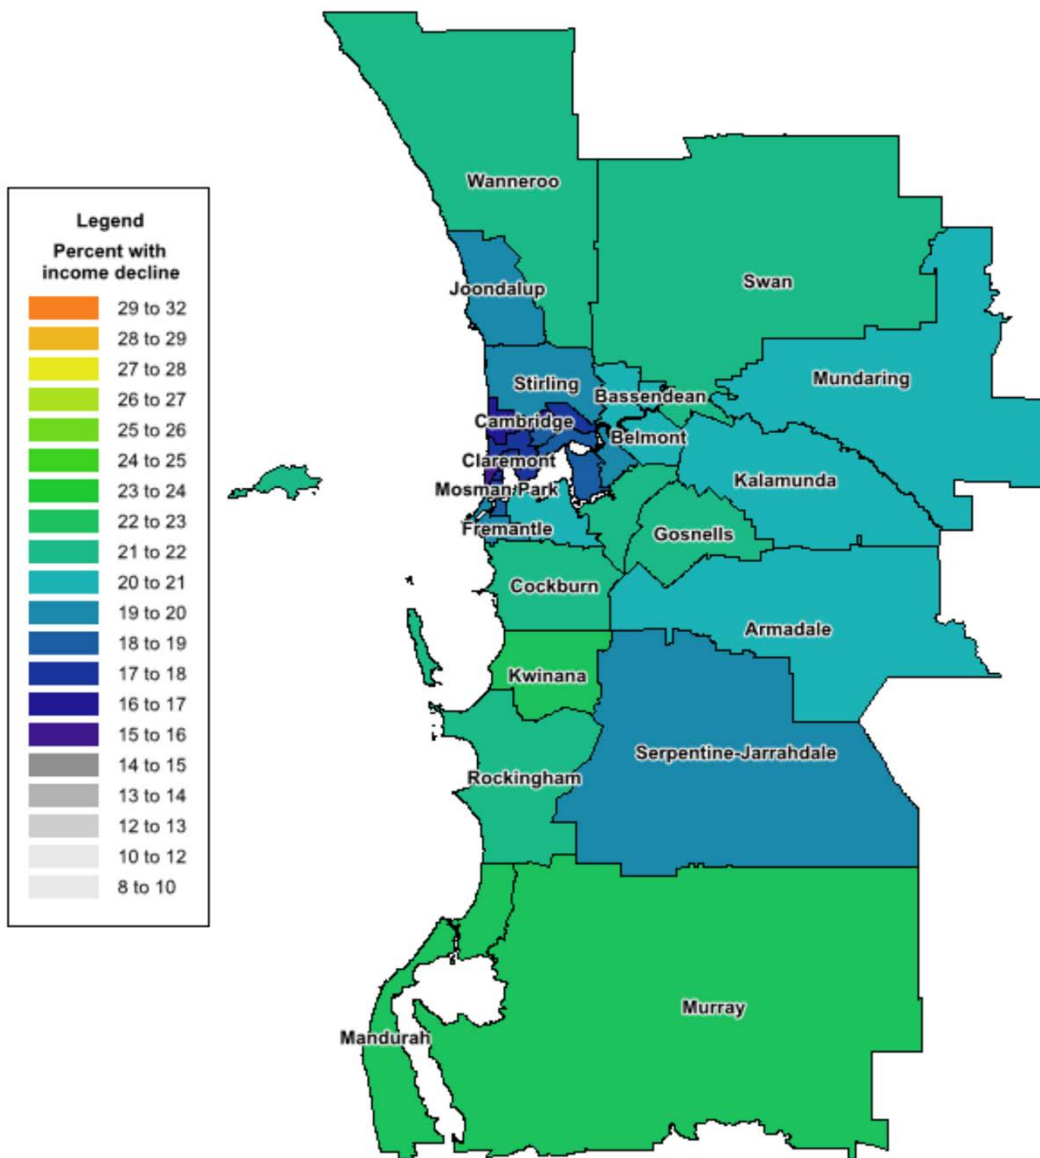 Legend
Percent with
income decline
29 to 32
28 to 29
27 to 28
26 to 27
25 to 26
24 to 25
23 to 24
22 to 23
21 to 22
20 to 21
19 to 20
18 to 19
17 to 18
16 to 17
15 to 16
14 to 15
13 to 14
12 to 13
10 to 12
8 to 10
Wanneroo
Swan
Joondalup
Mundaring
Stirling
Bassendean
Cambridge
Belmont
Claremont
Kalamunda
Mosman Park
Fremantle
Gosnells
Cockburn
Armadale
Kwinana
Serpentine-Jarrahdale
Rockingham
Murray
Mandurah